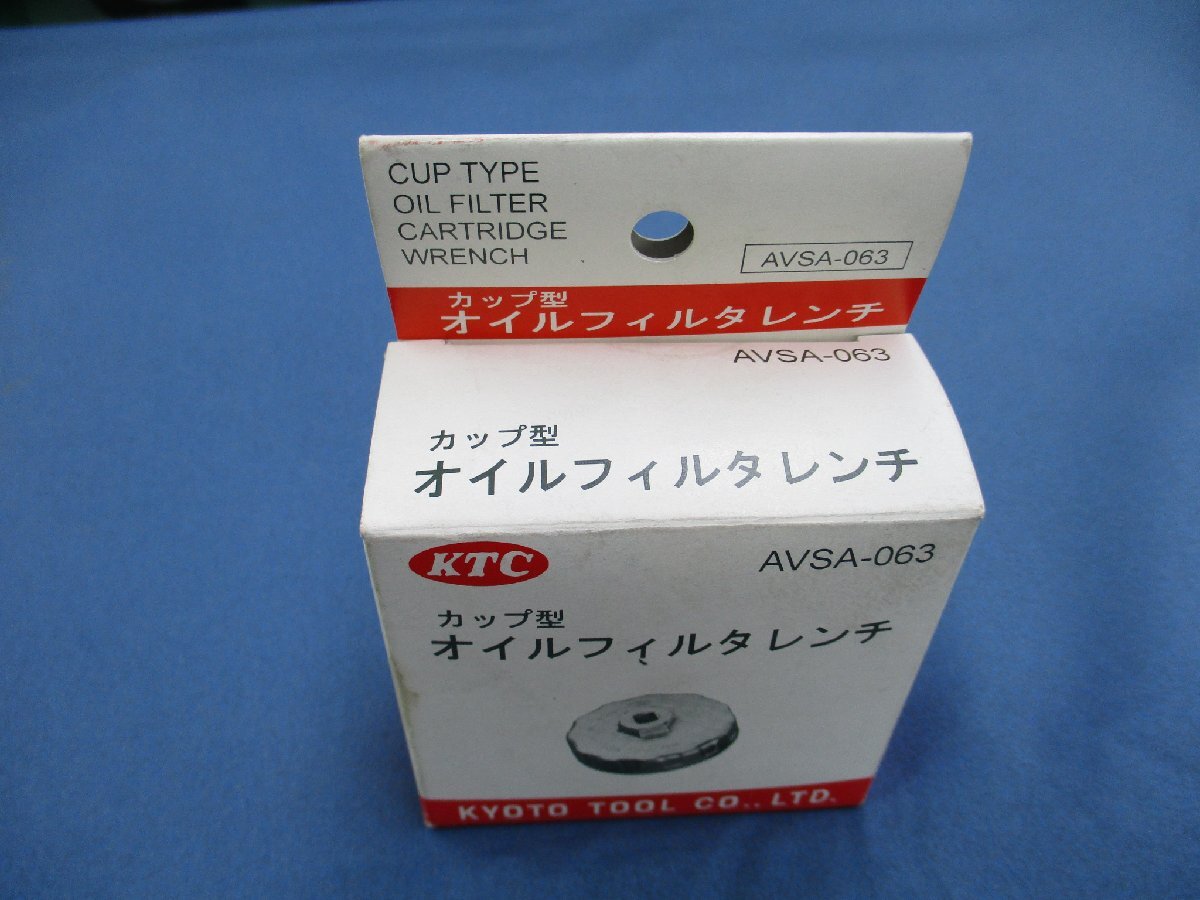 CUP TYPE
OIL FILTER
CARTRIDGE
WRENCH
AVSA-063
カップ型
オイルフィルタレンチ
AVSA-063
カップ型
オイルフィルタレンチ
KTC
AVSA-063
カップ型
オイルフィルタレンチ
KYOTO TOOL CO., LTD.